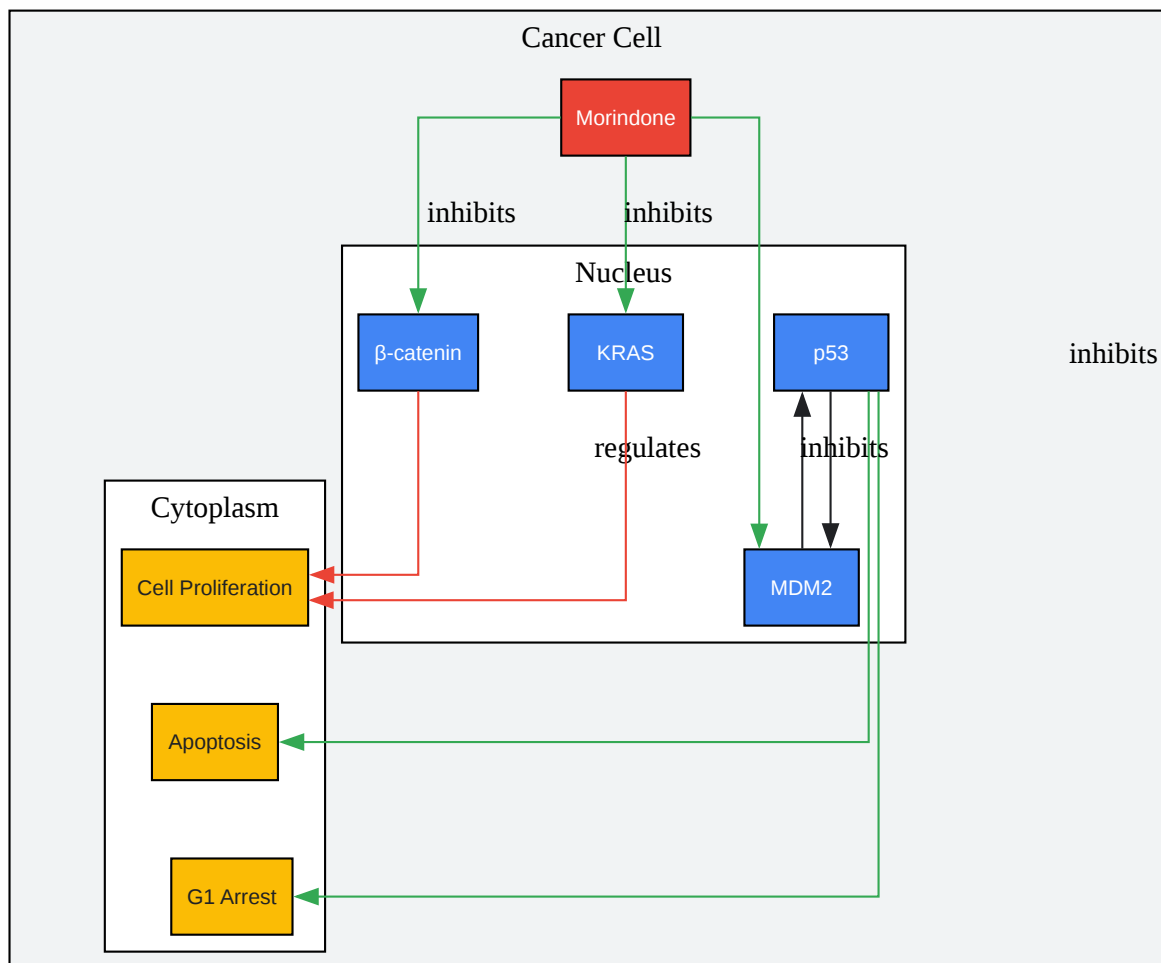 Cancer Cell
Morindone
inhibits
inhibits
Nucleus
β-catenin
KRAS
p53
inhibits
regulates
inhibits
Cytoplasm
Cell Proliferation
MDM2
Apoptosis
G1 Arrest